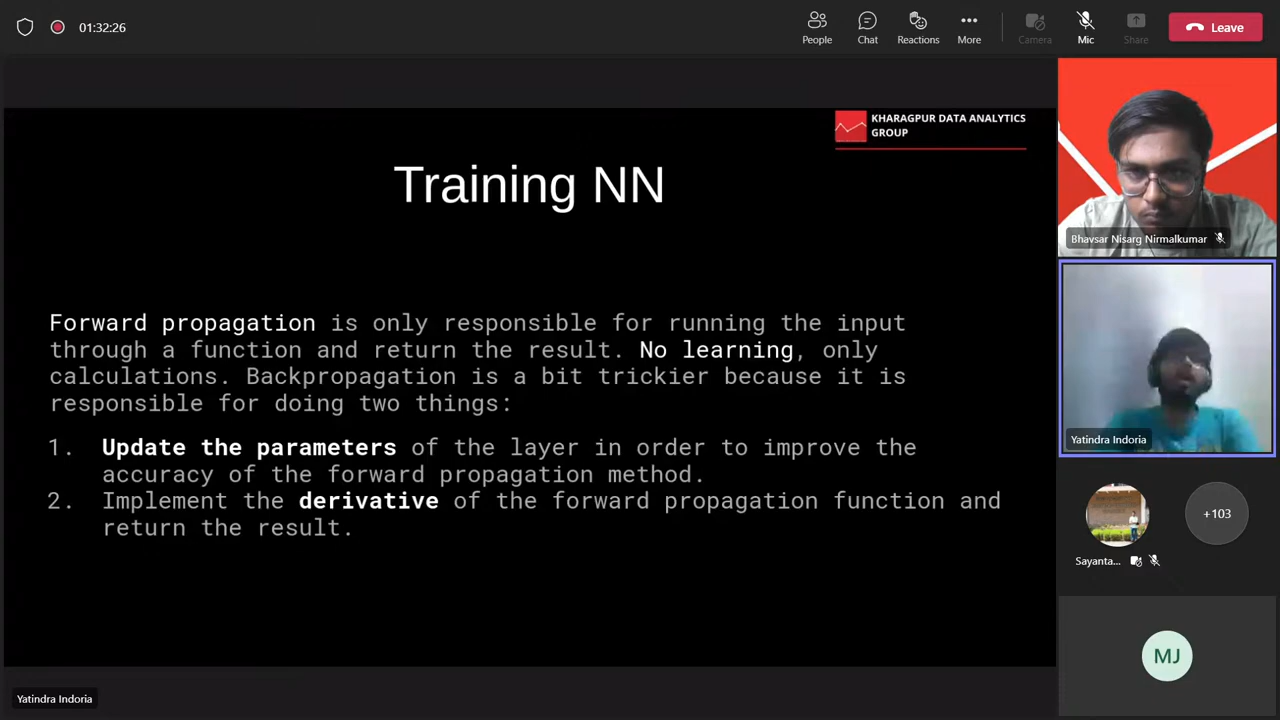 01:32:26
People
Chat
Reactions
More
Camera
Mic
Share
Leave
KHARAGPUR DATA ANALYTICS
GROUP
Training NN
Forward propagation is only responsible for running the input
through a function and return the result. No learning, only
calculations. Backpropagation is a bit trickier because it is
responsible for doing two things:
1. Update the parameters of the layer in order to improve the
accuracy of the forward propagation method.
2. Implement the derivative of the forward propagation function and
return the result.
Bhavsar Nisarg Nirmalkumar
Yatindra Indoria
Sayanta...
+103
MJ
Yatindra Indoria